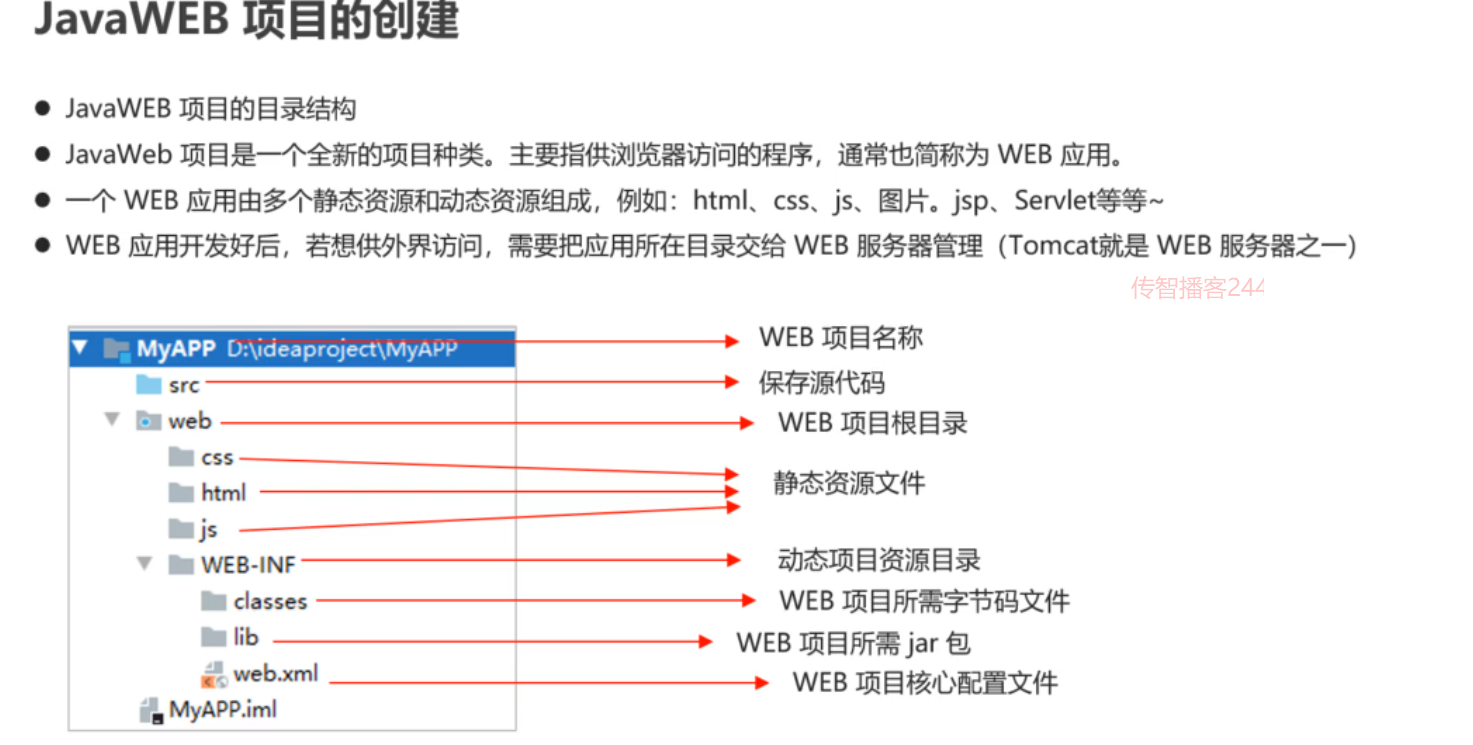 JavaWEB 项目的创建
JavaWEB 项目的目录结构
JavaWeb 项目是一个全新的项目种类。主要指供浏览器访问的程序，通常也简称为 WEB 应用。
一个 WEB 应用由多个静态资源和动态资源组成，例如：html、css、js、图片。jsp、Servlet等等~
WEB 应用开发好后，若想供外界访问，需要把应用所在目录交给 WEB 服务器管理（Tomcat就是 WEB 服务器之一）
传智播客244
MyAPP D:\ideaproject\MyAPP WEB 项目名称
src 保存源代码
web WEB 项目根目录
css
html 静态资源文件
js
WEB-INF 动态项目资源目录
classes WEB 项目所需字节码文件
lib WEB 项目所需 jar 包
web.xml WEB 项目核心配置文件
MyAPP.iml